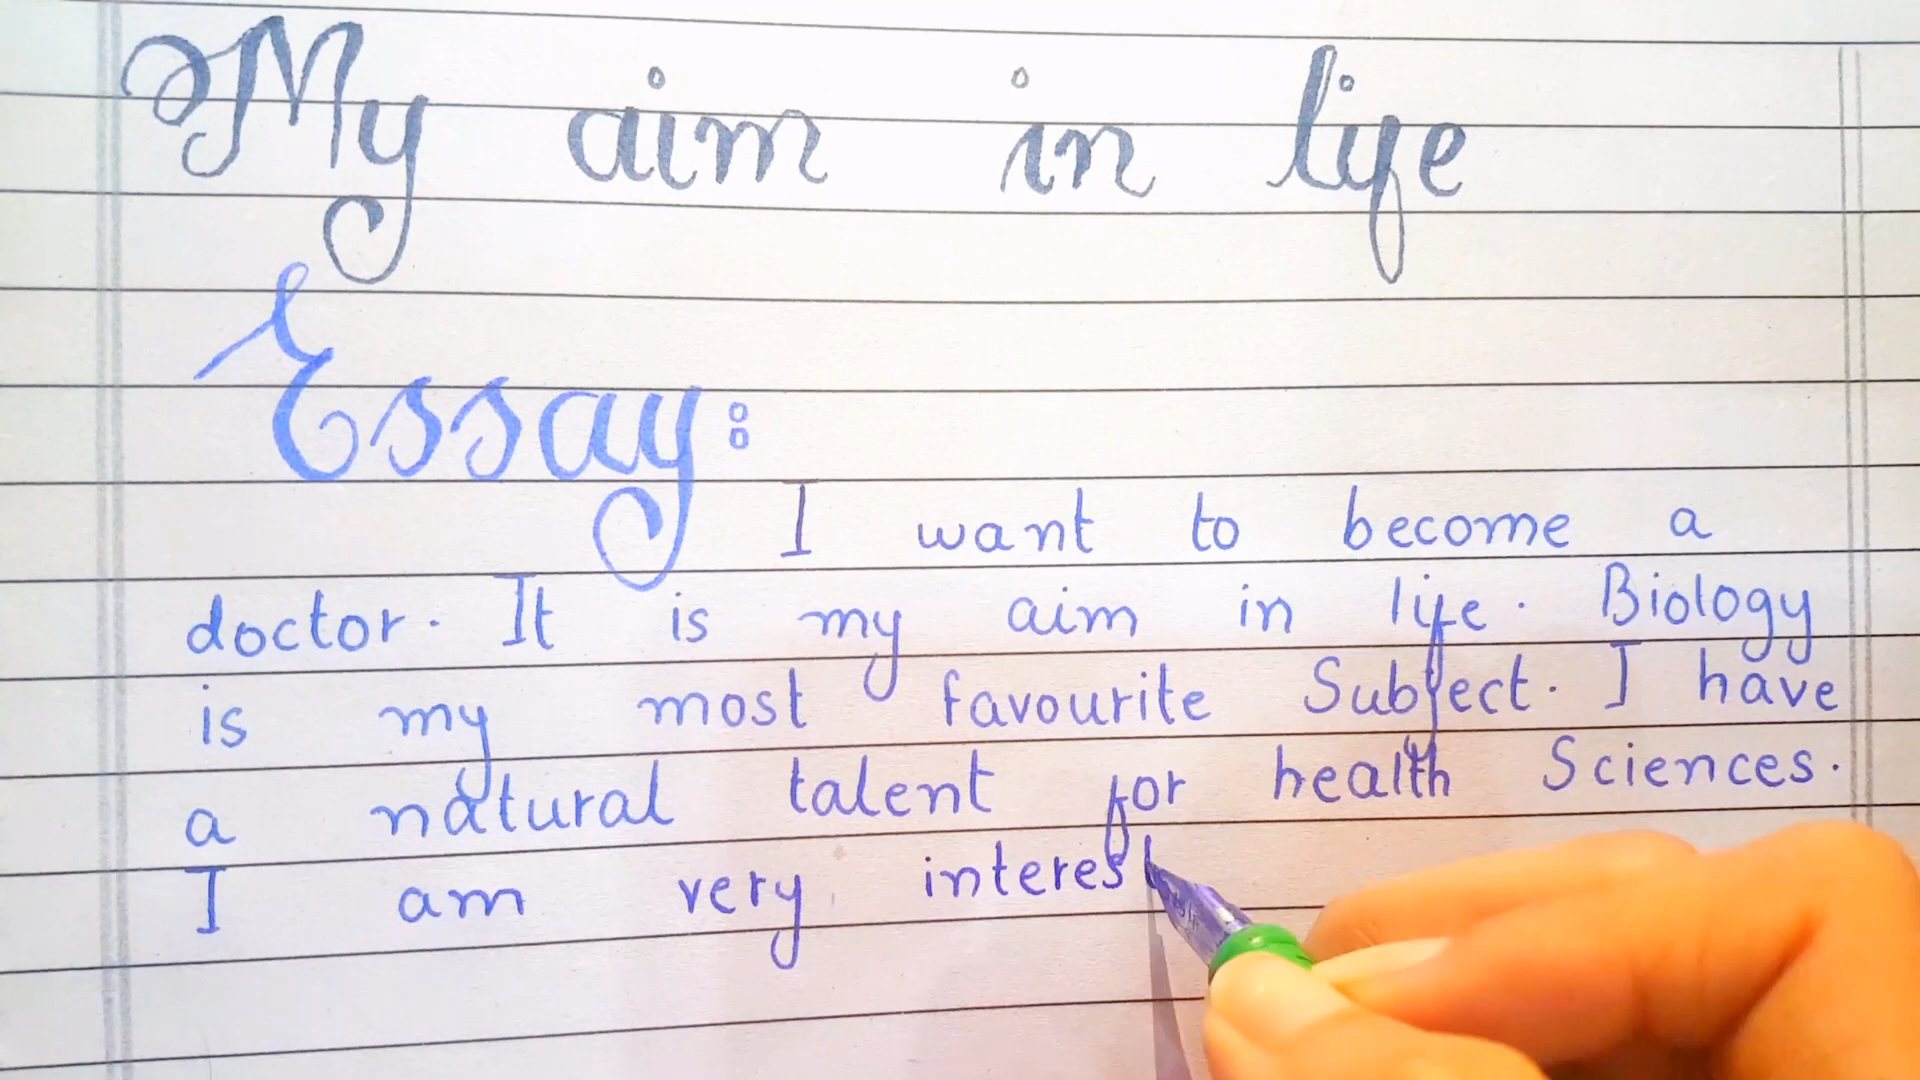 My aim in life
Essay:
I want to become a
doctor. It is my aim in life. Biology
is my most favourite Subject. I have
a natural talent for health Sciences.
I am very interest